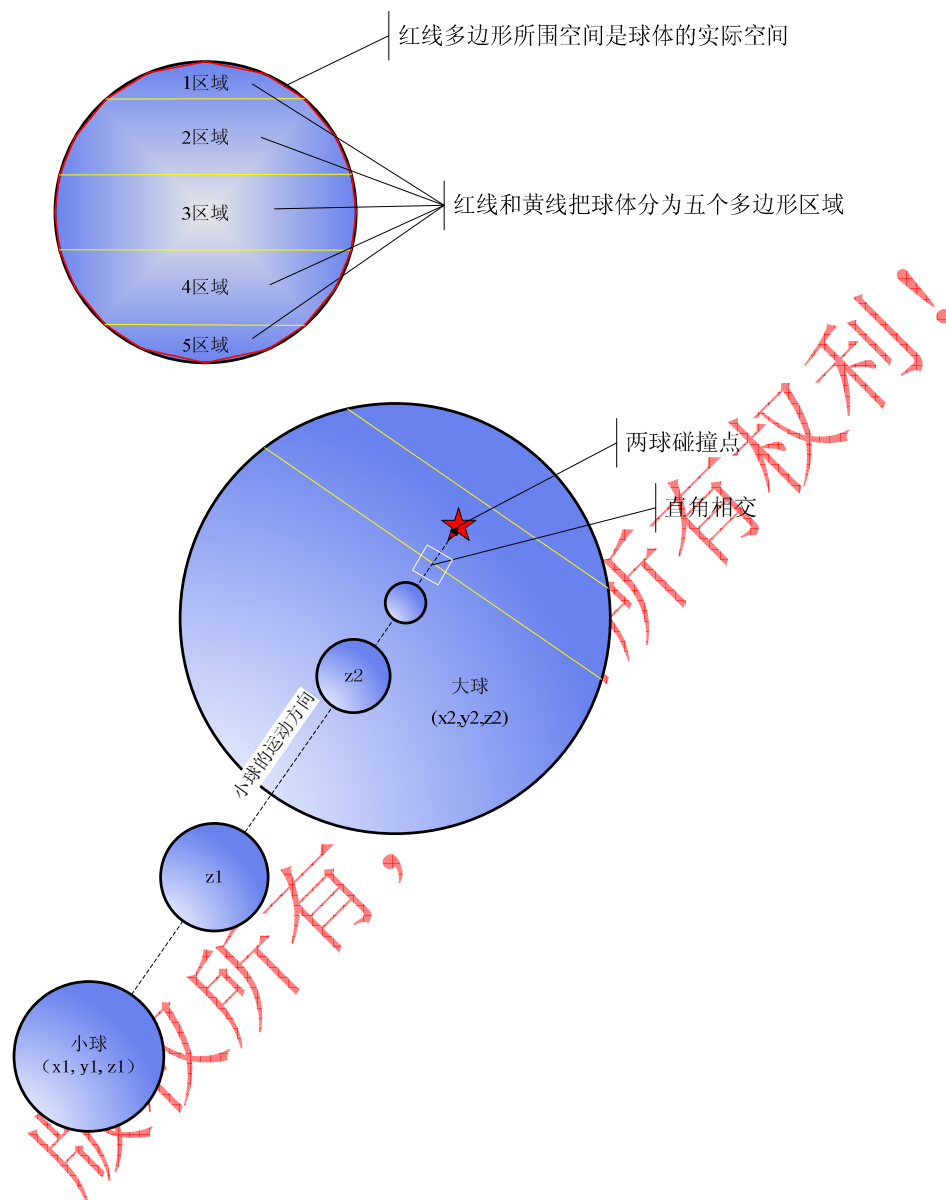 红线多边形所围空间是球体的实际空间
1区域
2区域
红线和黄线把球体分为五个多边形区域
3区域
4区域
5区域
两球碰撞点
直角相交
z2
大球
(x2,y2,z2)
小球的运动方向
z1
小球
（x1, y1, z1）
版权所有，所有权利！